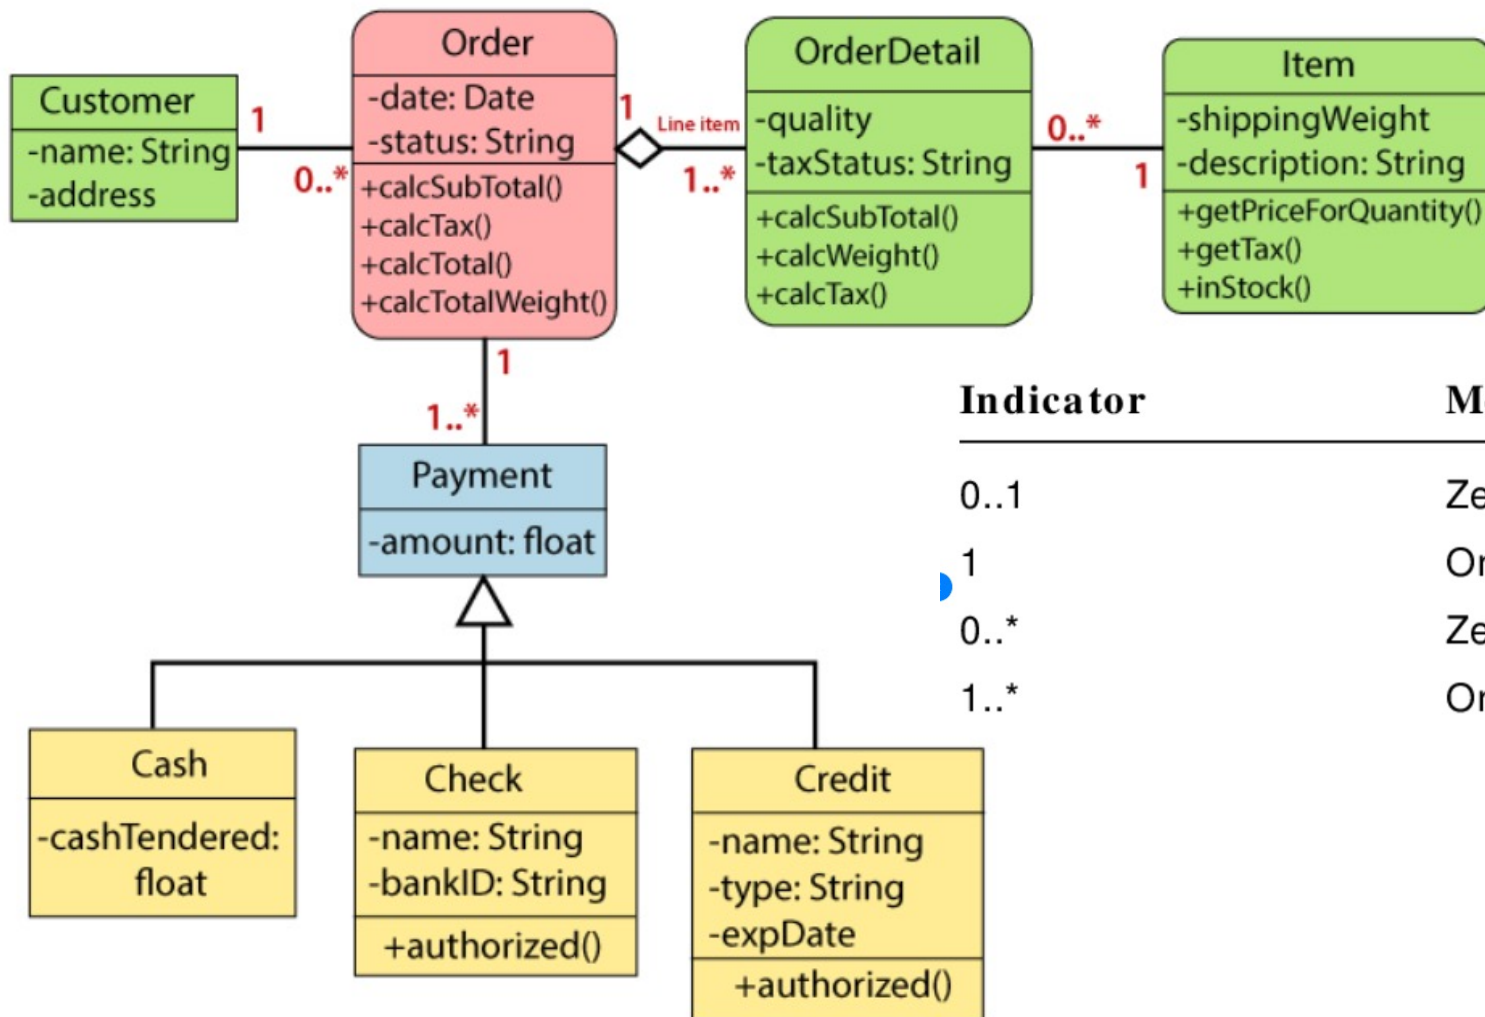 Customer
-name: String
-address
1
0..*
Order
-date: Date
-status: String
+calcSubTotal()
+calcTax()
+calcTotal()
+calcTotalWeight()
1
Line item
1..*
OrderDetail
-quality
-taxStatus: String
+calcSubTotal()
+calcWeight()
+calcTax()
0..*
1
Item
-shippingWeight
-description: String
+getPriceForQuantity()
+getTax()
+inStock()
1
1..*
Payment
-amount: float
Cash
-cashTendered:
float
Check
-name: String
-bankID: String
+authorized()
Credit
-name: String
-type: String
-expDate
+authorized()
Indicator
0..1
1
0..*
1..*